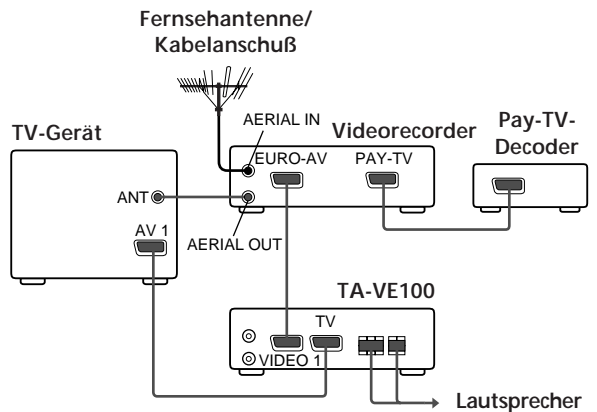 Fernsehantenne/
Kabelanschuß
AERIAL IN
TV-Gerät
Videorecorder
Pay-TV-
Decoder
EURO-AV
PAY-TV
ANT
AV 1
AERIAL OUT
TA-VE100
TV
VIDEO 1
Lautsprecher